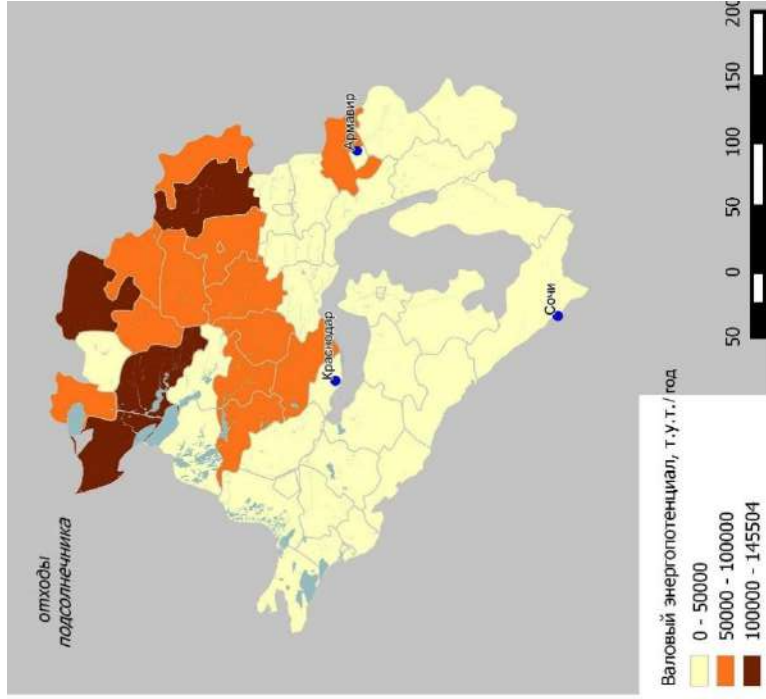 отходы
подсолнечника
Армавир
Краснодар
Сочи
Валовый энергопотенциал, т.у.т./год
0 - 50000
50000 - 100000
100000 - 145504
50 0 50 100 150 200